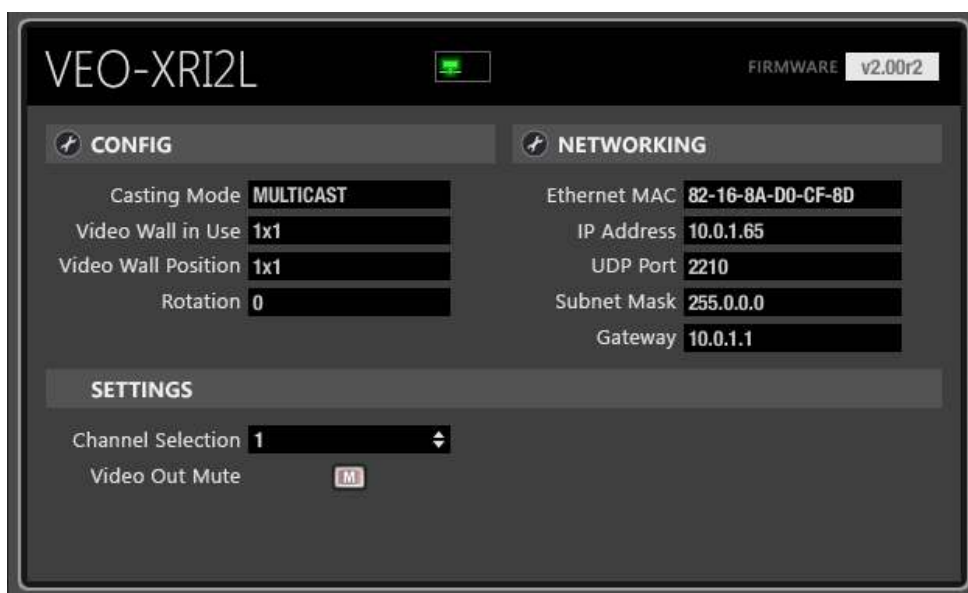 VEO-XRI2L
FIRMWARE v2.00r2
CONFIG
Casting Mode MULTICAST
Video Wall in Use 1x1
Video Wall Position 1x1
Rotation 0
NETWORKING
Ethernet MAC 82-16-8A-D0-CF-8D
IP Address 10.0.1.65
UDP Port 2210
Subnet Mask 255.0.0.0
Gateway 10.0.1.1
SETTINGS
Channel Selection 1
Video Out Mute M